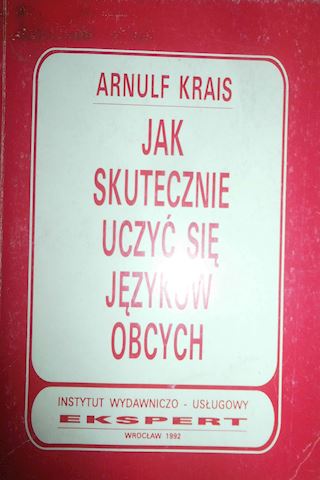 ARNULF KRAIS
JAK
SKUTECZNIE
UCZYĆ SIĘ
JĘZYKÓW
OBCYCH
INSTYTUT WYDAWNICZO - USŁUGOWY
EKSPERT
WROCŁAW 1992